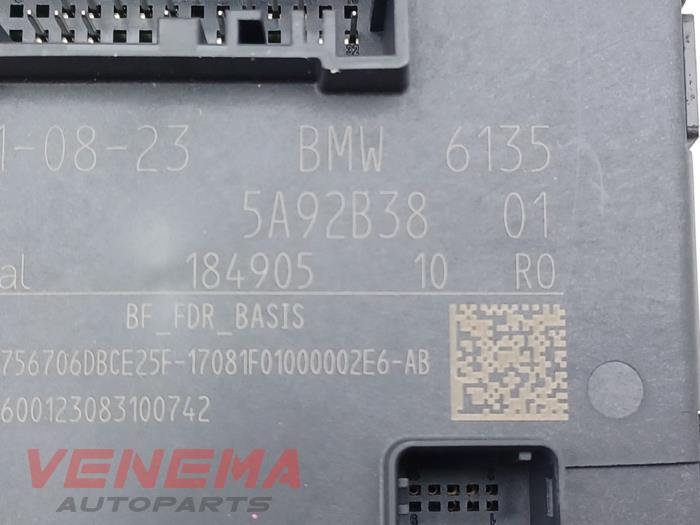 1-08-23 BMW 6135
5A92B38 01
al 184905 10 R0
BF_FDR_BASIS
756706DBCE25F-17081F01000002E6-AB
600123083100742
VENEMA
AUTOPARTS